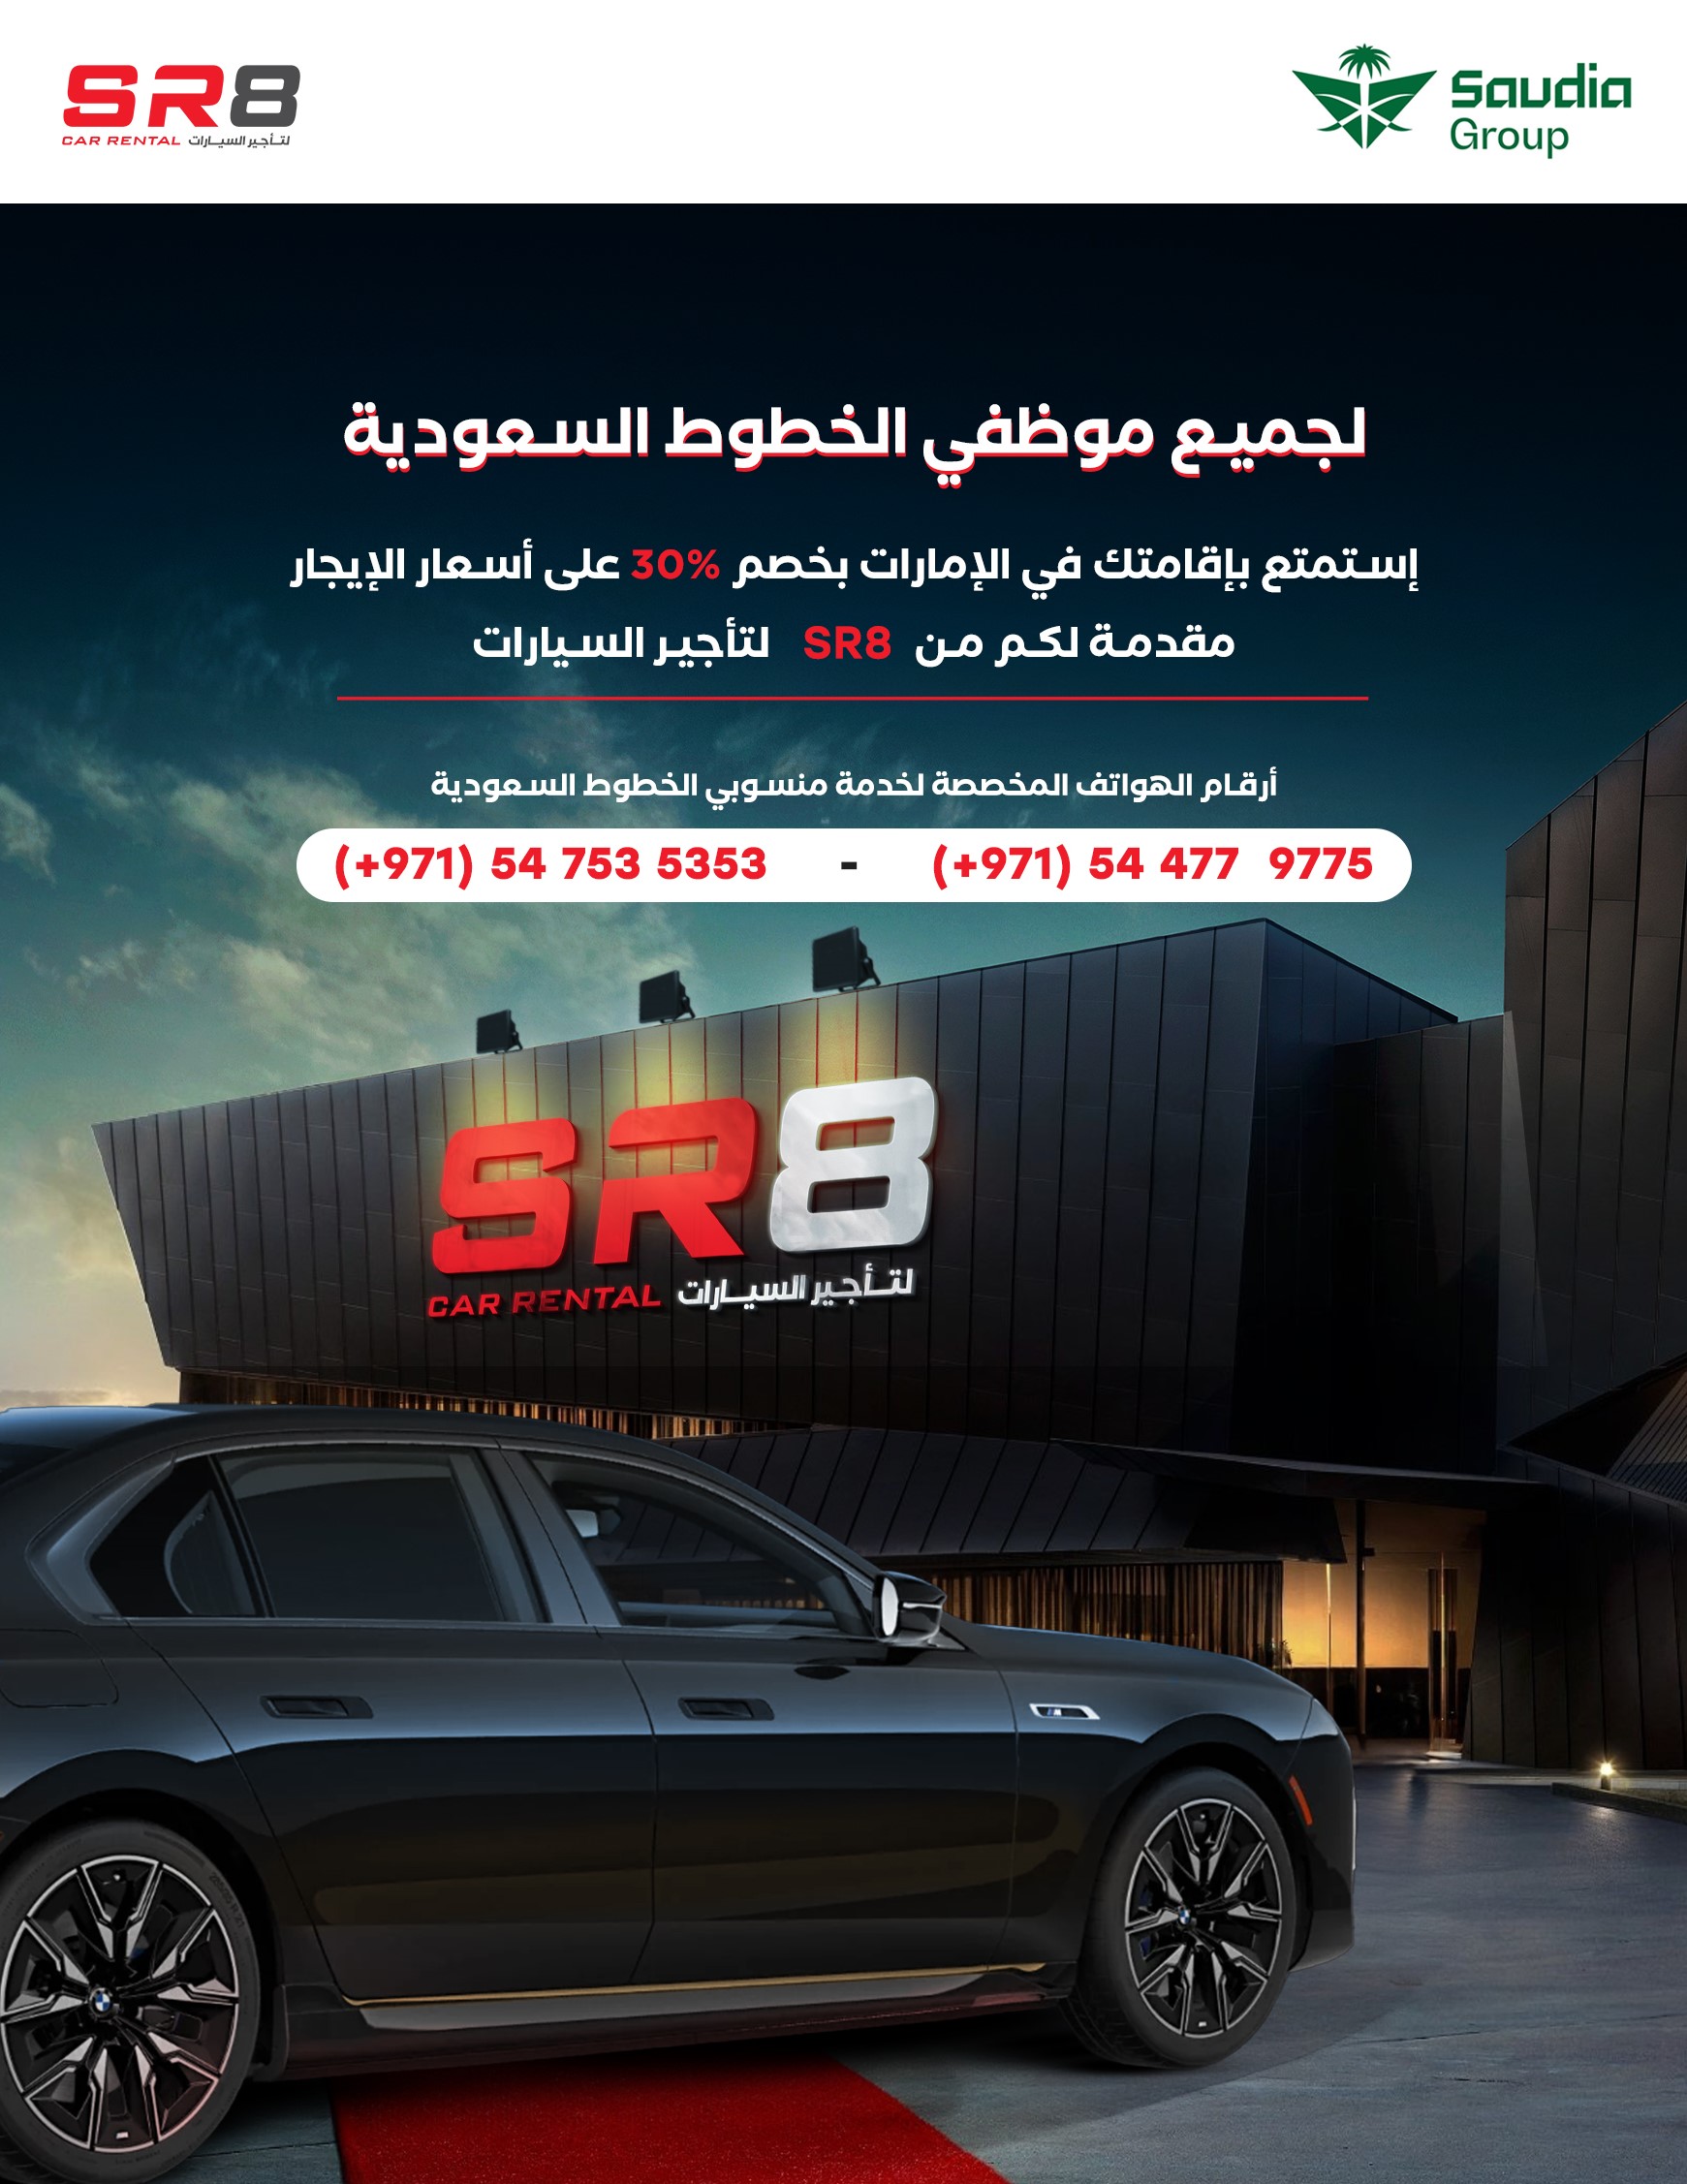 SR8
CAR RENTAL لتأجير السيارات
Saudia
Group
لجميع موظفي الخطوط السعودية
إستمتع بإقامتك في الإمارات بخصم 30% على أسعار الإيجار
مقدمة لكم من SR8 لتأجير السيارات
أرقام الهواتف المخصصة لخدمة منسوبي الخطوط السعودية
(+971) 54 753 5353 - (+971) 54 477 9775
SR8
CAR RENTAL لتأجير السيارات